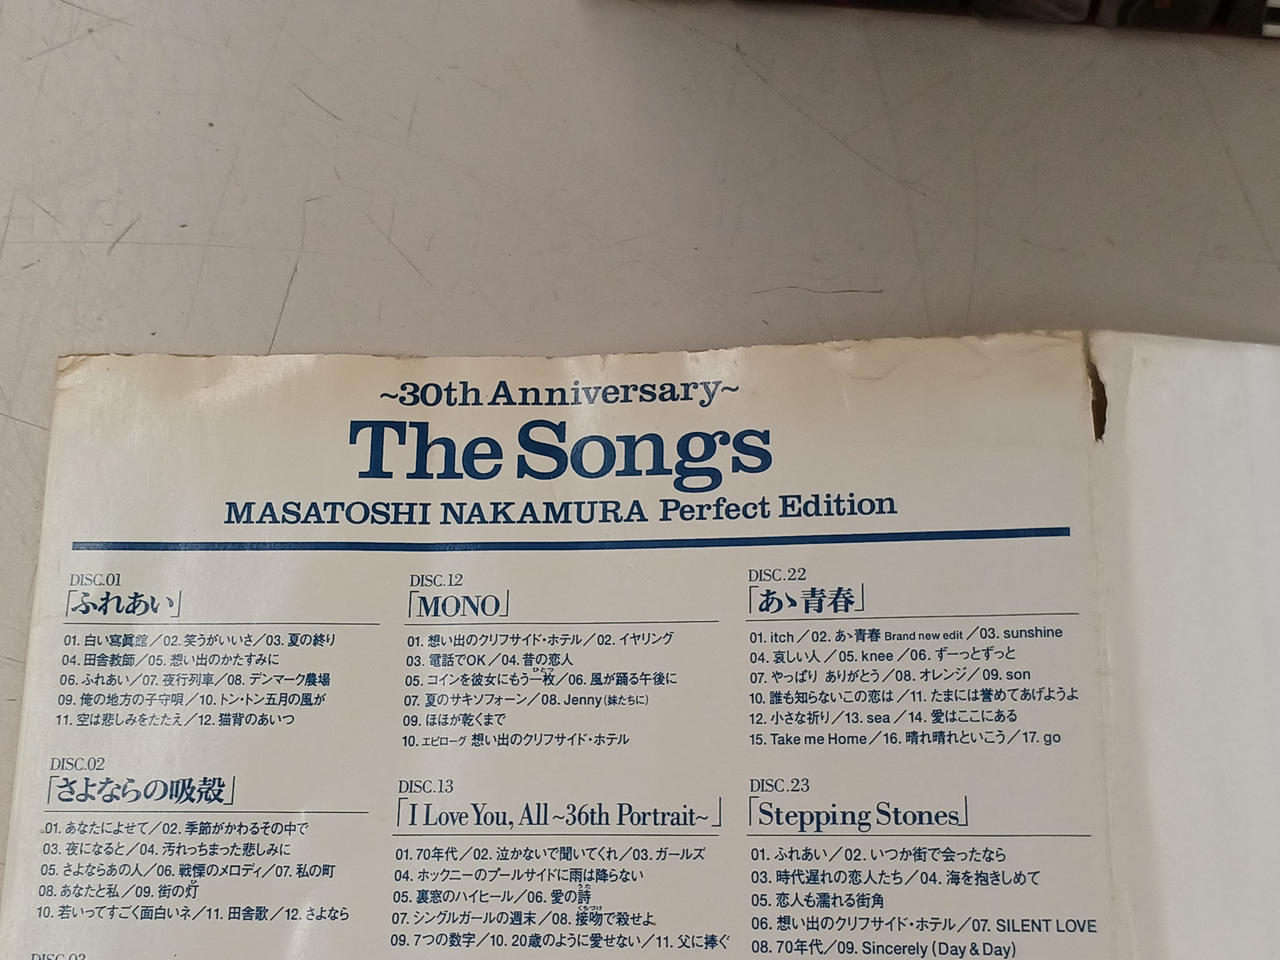 ~30th Anniversary~
The Songs
MASATOSHI NAKAMURA Perfect Edition
DISC.01
「ふれあい」
01. 白い寫眞館／02. 笑うがいいさ／03. 夏の終り
04. 田舎教師／05. 想い出のかたすみに
06. ふれあい／07. 夜行列車／08. デンマーク農場
09. 俺の地方の子守唄／10. トン・トン五月の風が
11. 空は悲しみをたたえ／12. 猫背のあいつ
DISC.02
「さよならの吸殻」
01. あなたによせて／02. 季節がかわるその中で
03. 夜になると／04. 汚れっちまった悲しみに
05. さよならあの人／06. 戦慄のメロディ／07. 私の町
08. あなたと私／09. 街の灯
10. 若いってすごく面白いネ／11. 田舎歌／12. さよなら
DISC.03
DISC.12
「MONO」
01. 想い出のクリフサイド・ホテル／02. イヤリング
03. 電話でOK／04. 昔の恋人
05. コインを彼女にもう一枚／06. 風が踊る午後に
07. 夏のサキソフォーン／08. Jenny(妹たちに)
09. ほほが乾くまで
10. エピローグ 想い出のクリフサイド・ホテル
DISC.13
「I Love You, All ~36th Portrait~」
01. 70年代／02. 泣かないで聞いてくれ／03. ガールズ
04. ホックニーのプールサイドに雨は降らない
05. 裏窓のハイヒール／06. 愛の詩
07. シングルガールの週末／08. 接吻で殺せよ
09. 7つの数字／10. 20歳のように愛せない／11. 父に捧ぐ
DISC.22
「あゝ青春」
01. itch／02. あゝ青春 Brand new edit／03. sunshine
04. 哀しい人／05. knee／06. ずーっとずっと
07. やっぱり ありがとう／08. オレンジ／09. son
10. 誰も知らないこの恋は／11. たまには誉めてあげようよ
12. 小さな祈り／13. sea／14. 愛はここにある
15. Take me Home／16. 晴れ晴れといこう／17. go
DISC.23
「Stepping Stones」
01. ふれあい／02. いつか街で会ったなら
03. 時代遅れの恋人たち／04. 海を抱きしめて
05. 恋人も濡れる街角
06. 想い出のクリフサイド・ホテル／07. SILENT LOVE
08. 70年代／09. Sincerely (Day & Day)